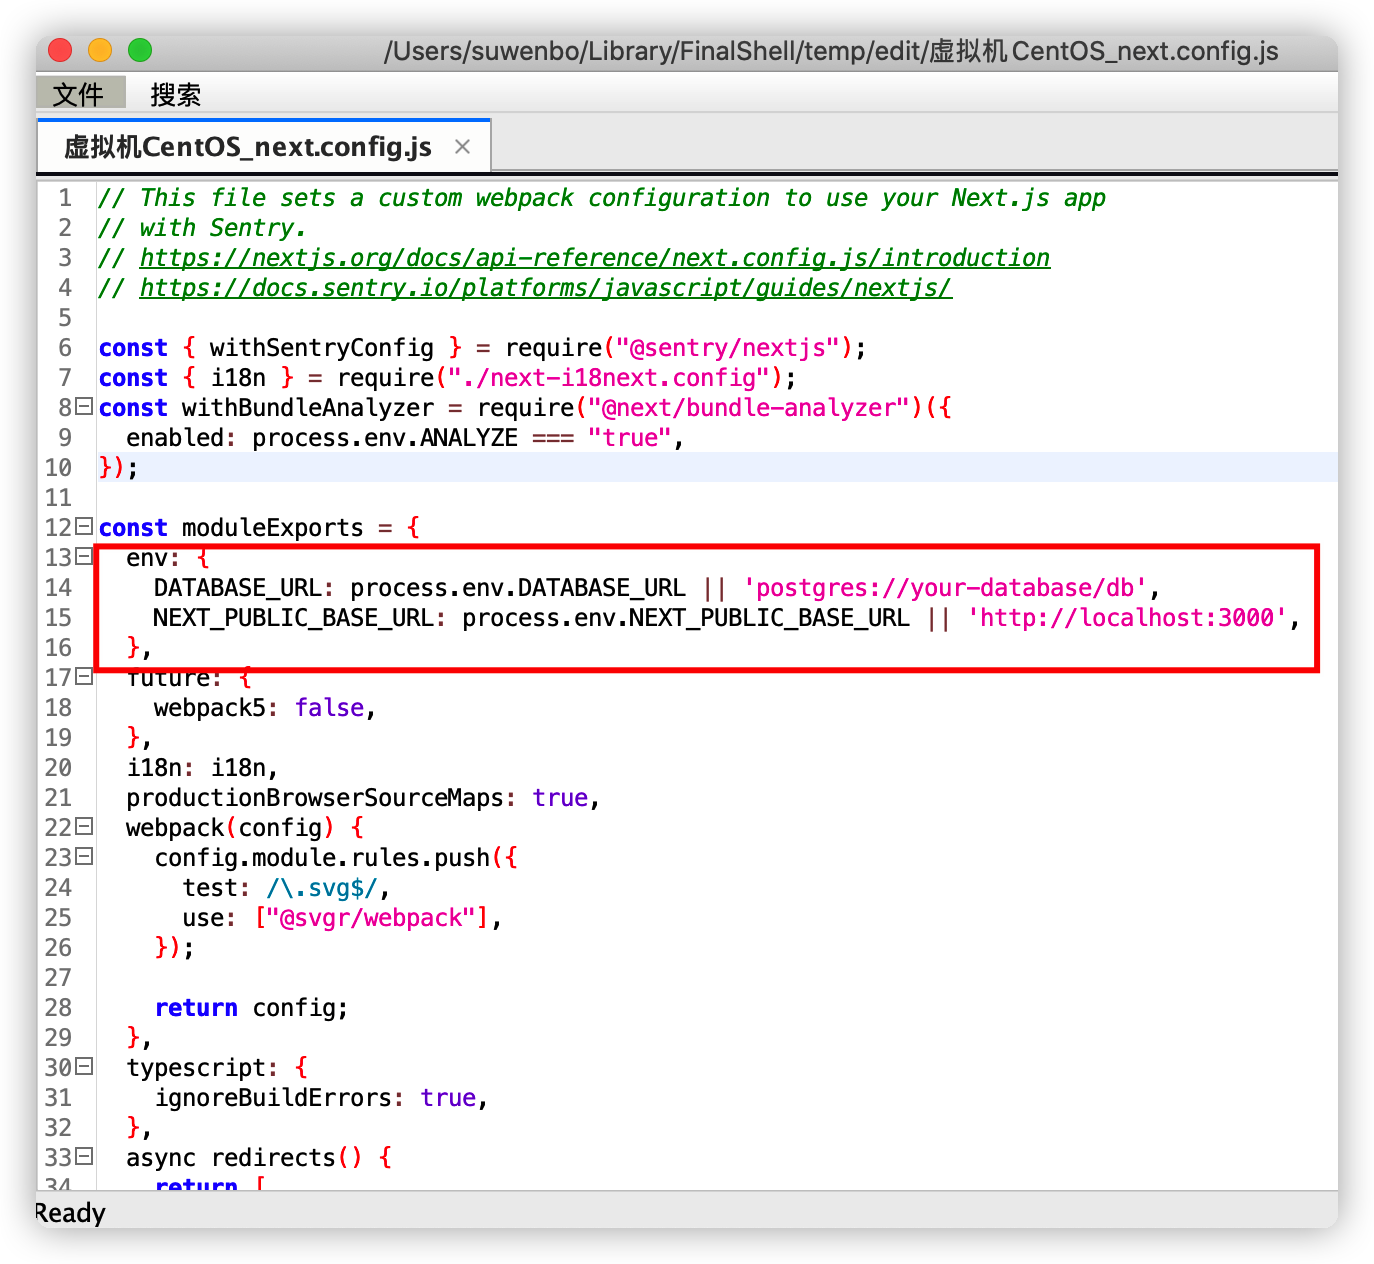 /Users/suwenbo/Library/FinalShell/temp/edit/虚拟机CentOS_next.config.js
文件 搜索
虚拟机CentOS_next.config.js ×
1 // This file sets a custom webpack configuration to use your Next.js app
2 // with Sentry.
3 // https://nextjs.org/docs/api-reference/next.config.js/introduction
4 // https://docs.sentry.io/platforms/javascript/guides/nextjs/
5
6 const { withSentryConfig } = require("@sentry/nextjs");
7 const { i18n } = require("./next-i18next.config");
8 const withBundleAnalyzer = require("@next/bundle-analyzer")({
9   enabled: process.env.ANALYZE === "true",
10 });
11
12 const moduleExports = {
13   env: {
14     DATABASE_URL: process.env.DATABASE_URL || 'postgres://your-database/db',
15     NEXT_PUBLIC_BASE_URL: process.env.NEXT_PUBLIC_BASE_URL || 'http://localhost:3000',
16   },
17   future: {
18     webpack5: false,
19   },
20   i18n: i18n,
21   productionBrowserSourceMaps: true,
22   webpack(config) {
23     config.module.rules.push({
24       test: /\.svg$/,
25       use: ["@svgr/webpack"],
26     });
27
28     return config;
29   },
30   typescript: {
31     ignoreBuildErrors: true,
32   },
33   async redirects() {
34     return [
Ready